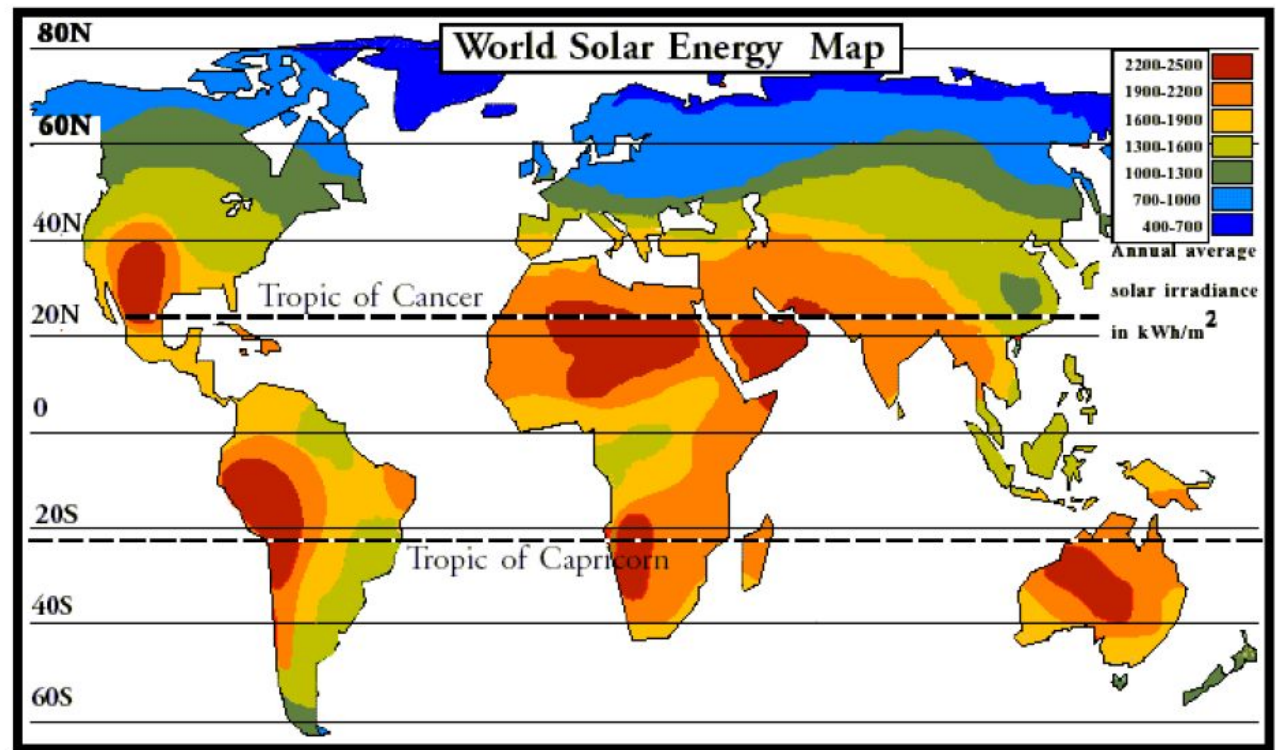 80N
World Solar Energy Map
60N
40N
Tropic of Cancer
20N
0
20S
Tropic of Capricorn
40S
60S
2200-2500
1900-2200
1600-1900
1300-1600
1000-1300
700-1000
400-700
Annual average
solar irradiance
in kWh/m²